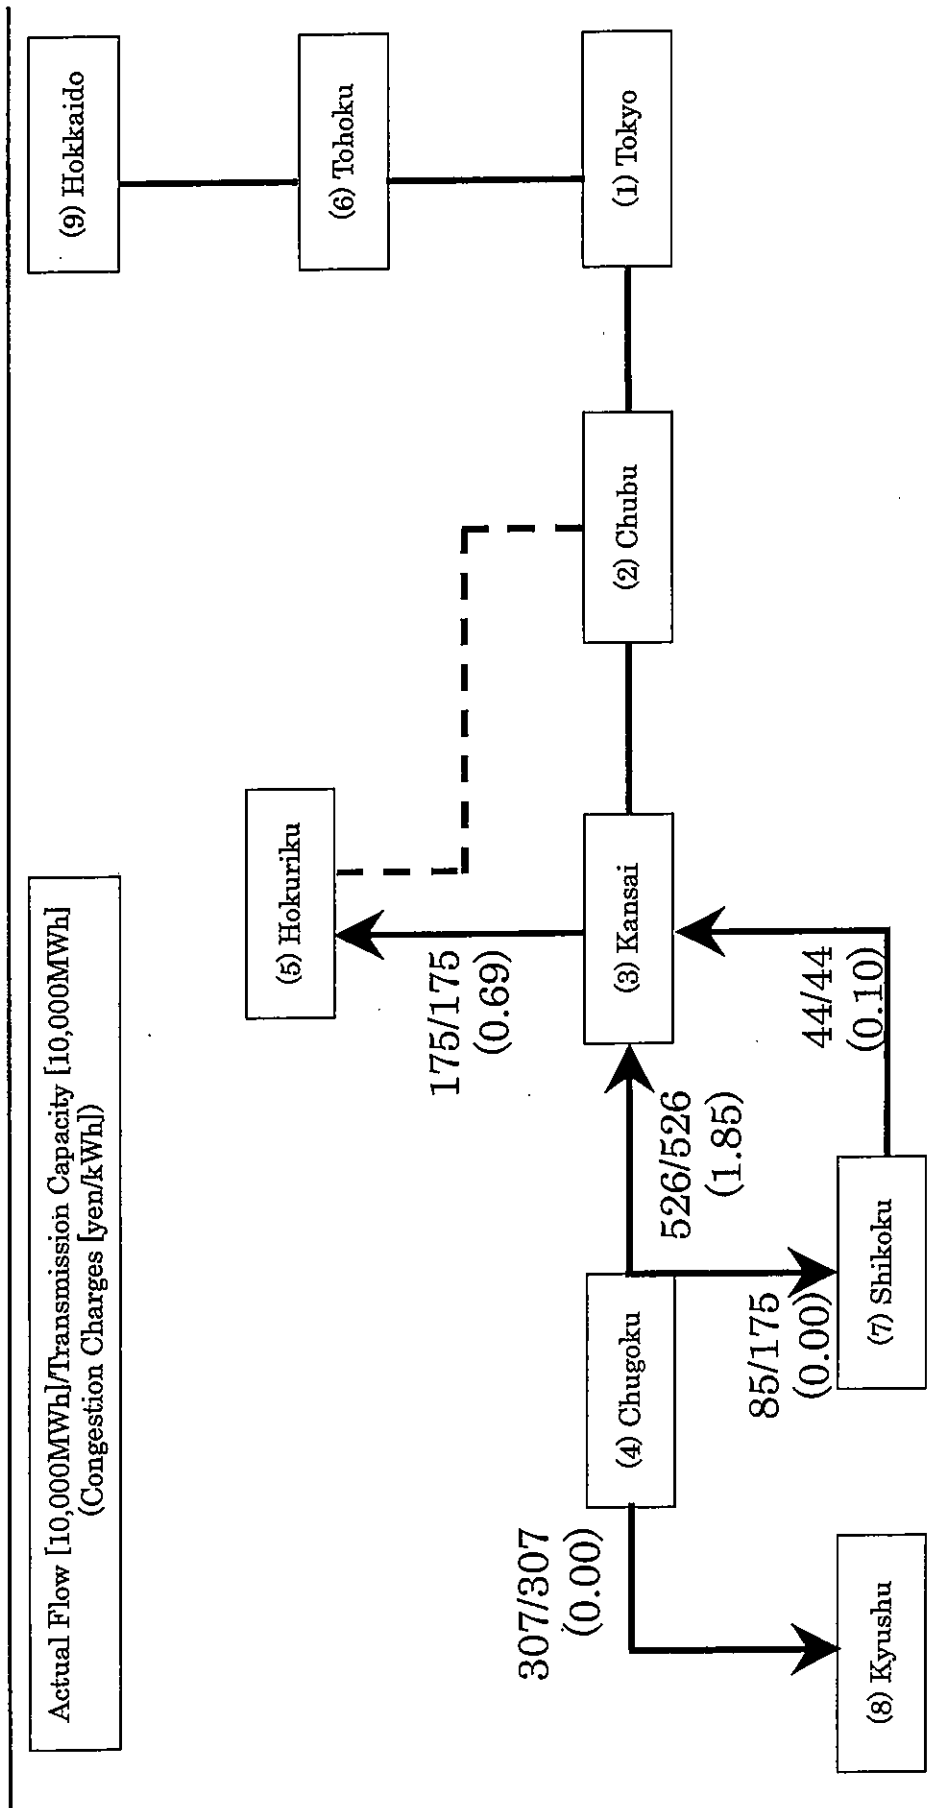 Actual Flow [10,000MWh]/Transmission Capacity [10,000MWh]
(Congestion Charges [yen/kWh])
(9) Hokkaido
(5) Hokuriku
(6) Tohoku
175/175
(0.69)
307/307
(0.00)
(4) Chugoku
526/526
(1.85)
(3) Kansai
(2) Chubu
(1) Tokyo
85/175
(0.00)
44/44
(0.10)
(8) Kyushu
(7) Shikoku